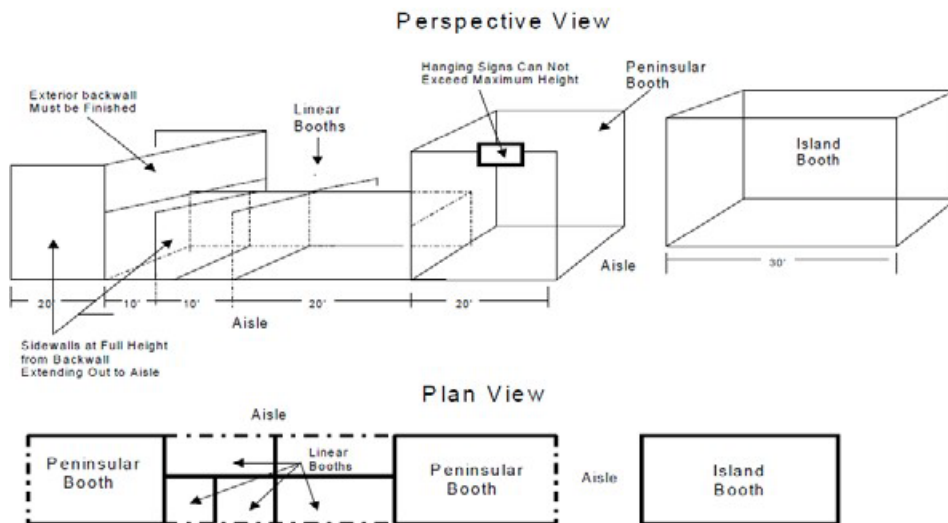 Perspective View
Hanging Signs Can Not
Exceed Maximum Height
Peninsular
Booth
Exterior backwall
Must be Finished
Linear
Booths
Island
Booth
Aisle
30'
20'
10'
10'
20'
20'
Aisle
Sidewalls at Full Height
from Backwall
Extending Out to Aisle
Plan View
Aisle
Peninsular
Booth
Linear
Booths
Peninsular
Booth
Aisle
Island
Booth